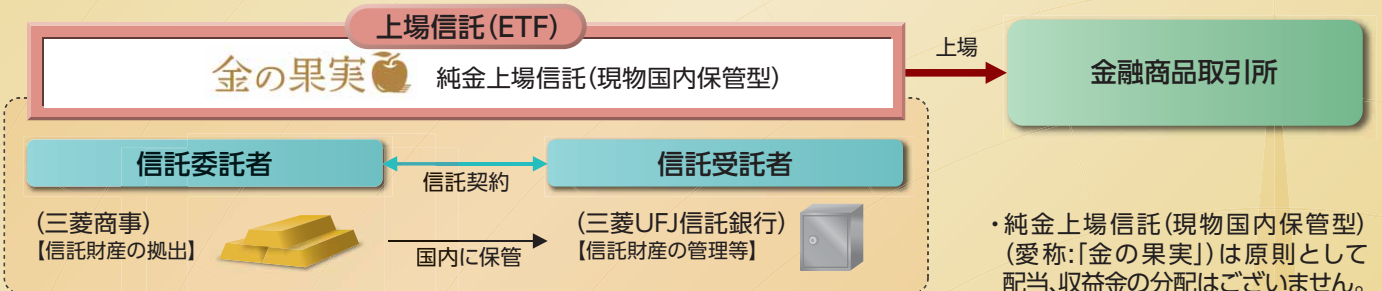 上場信託(ETF)
金の果実 純金上場信託(現物国内保管型)
上場
金融商品取引所
信託委託者
信託契約
信託受託者
(三菱商事)
【信託財産の拠出】
国内に保管
(三菱UFJ信託銀行)
【信託財産の管理等】
・純金上場信託(現物国内保管型)
(愛称:「金の果実」)は原則として
配当、収益金の分配はございません。